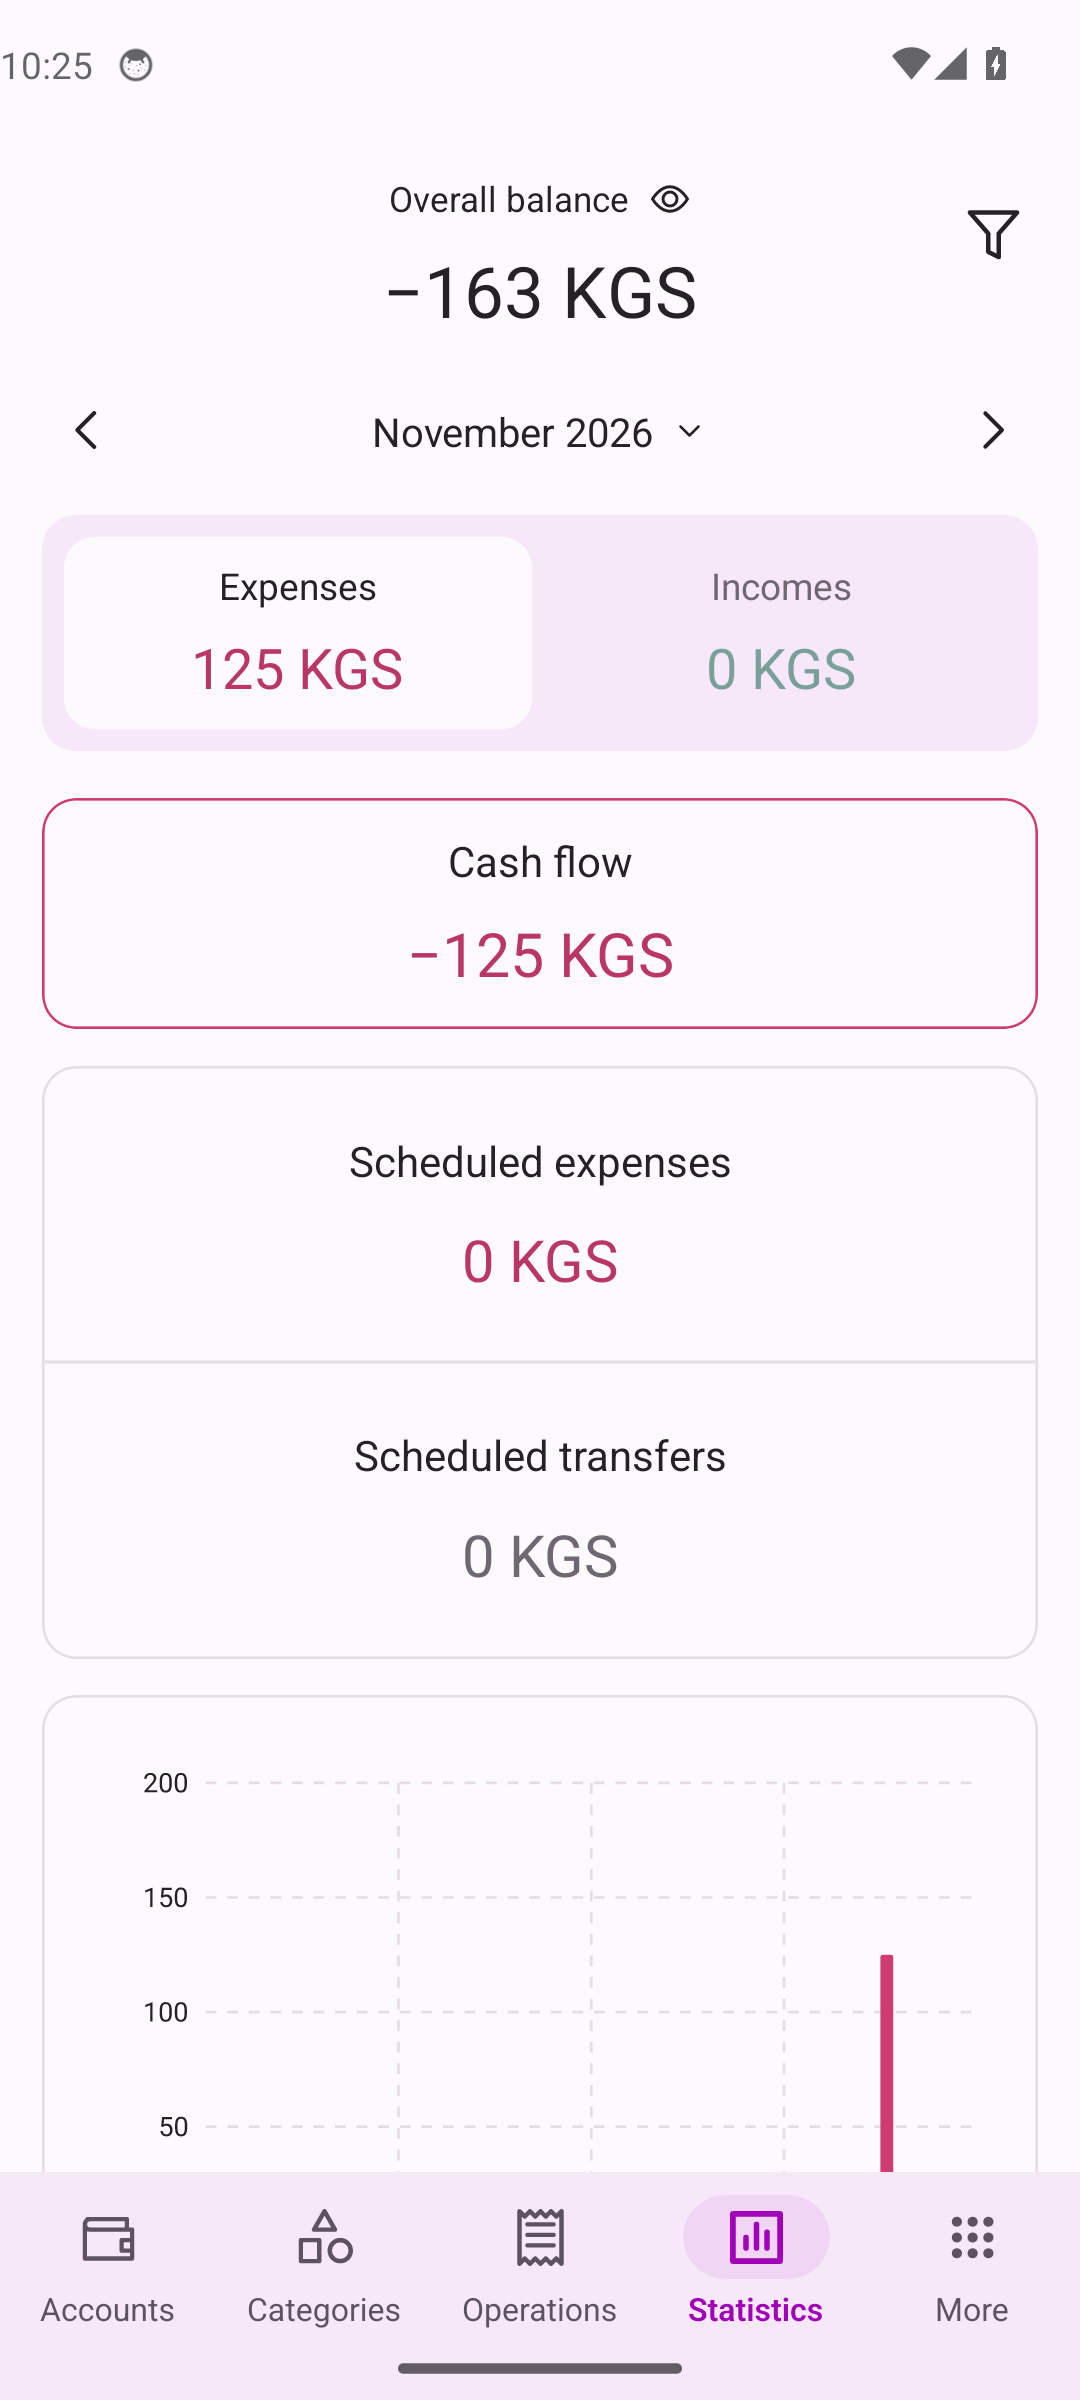 10:25
Overall balance
–163 KGS
November 2026
Expenses
125 KGS
Incomes
0 KGS
Cash flow
–125 KGS
Scheduled expenses
0 KGS
Scheduled transfers
0 KGS
200
150
100
50
Accounts
Categories
Operations
Statistics
More